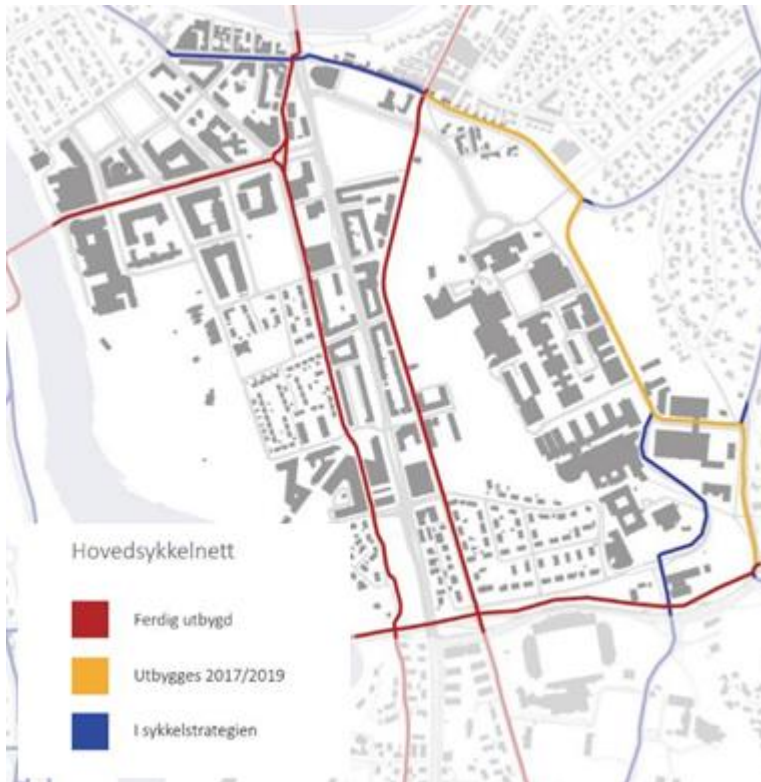 Hovedsykkelnett
Ferdig utbygd
Utbygges 2017/2019
I sykkelstrategien